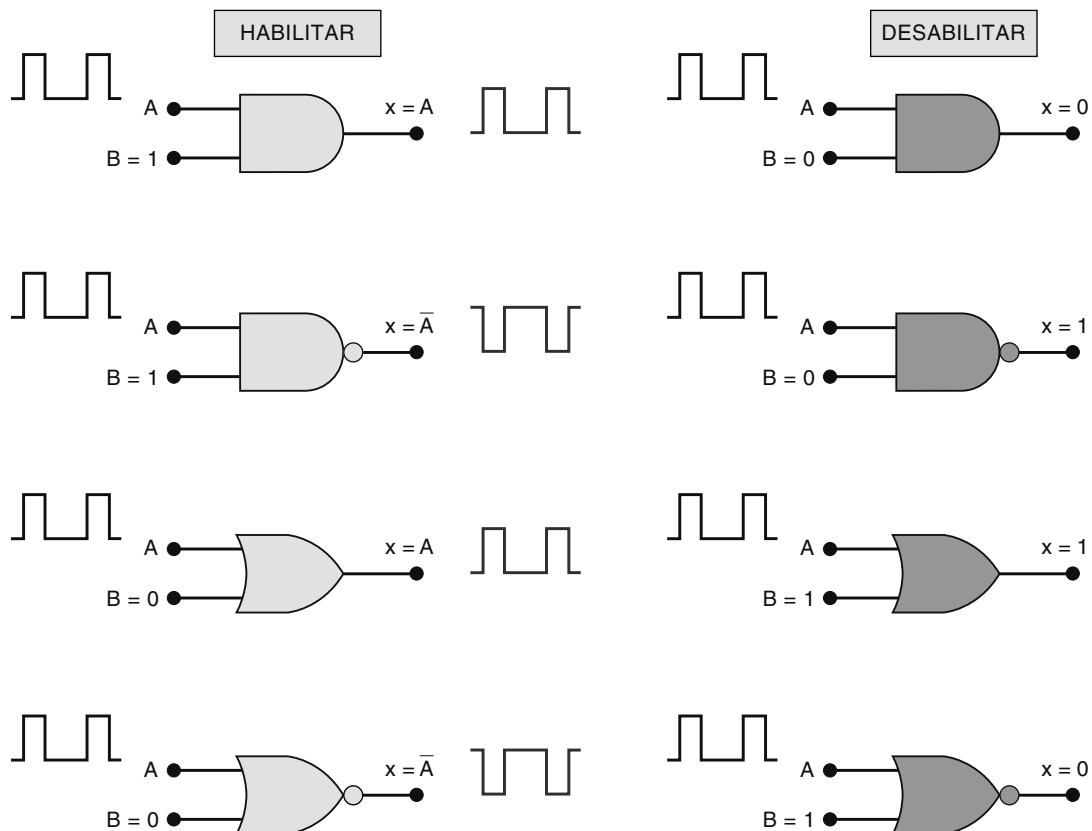 HABILITAR
DESABILITAR
A
B = 1
x = A
A
B = 0
x = 0
A
B = 1
x = A̅
A
B = 0
x = 1
A
B = 0
x = A
A
B = 1
x = 1
A
B = 0
x = A̅
A
B = 1
x = 0